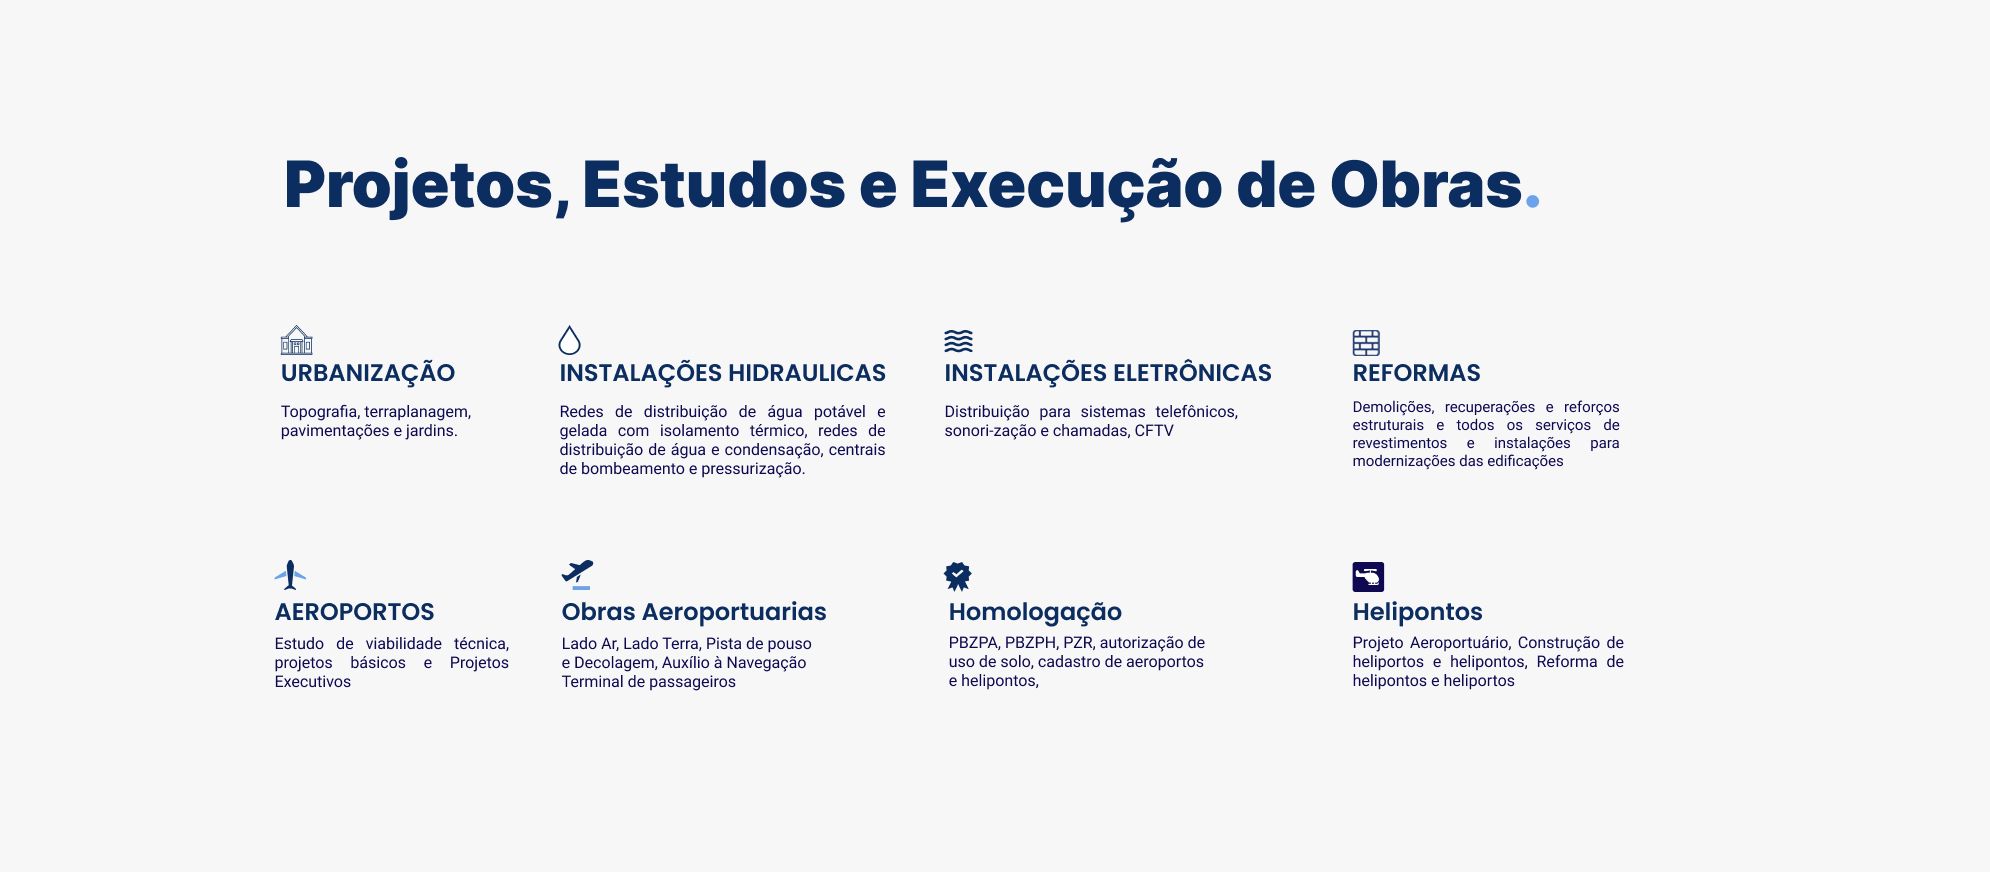 Projetos, Estudos e Execução de Obras.
URBANIZAÇÃO
Topografia, terraplanagem,
pavimentações e jardins.
INSTALAÇÕES HIDRAULICAS
Redes de distribuição de água potável e
gelada com isolamento térmico, redes de
distribuição de água e condensação, centrais
de bombeamento e pressurização.
INSTALAÇÕES ELETRÔNICAS
Distribuição para sistemas telefônicos,
sonori-zação e chamadas, CFTV
REFORMAS
Demolições, recuperações e reforços
estruturais e todos os serviços de
revestimentos e instalações para
modernizações das edificações
AEROPORTOS
Estudo de viabilidade técnica,
projetos básicos e Projetos
Executivos
Obras Aeroportuarias
Lado Ar, Lado Terra, Pista de pouso
e Decolagem, Auxílio à Navegação
Terminal de passageiros
Homologação
PBZPA, PBZPH, PZR, autorização de
uso de solo, cadastro de aeroportos
e helipontos,
Helipontos
Projeto Aeroportuário, Construção de
heliportos e helipontos, Reforma de
helipontos e heliportos